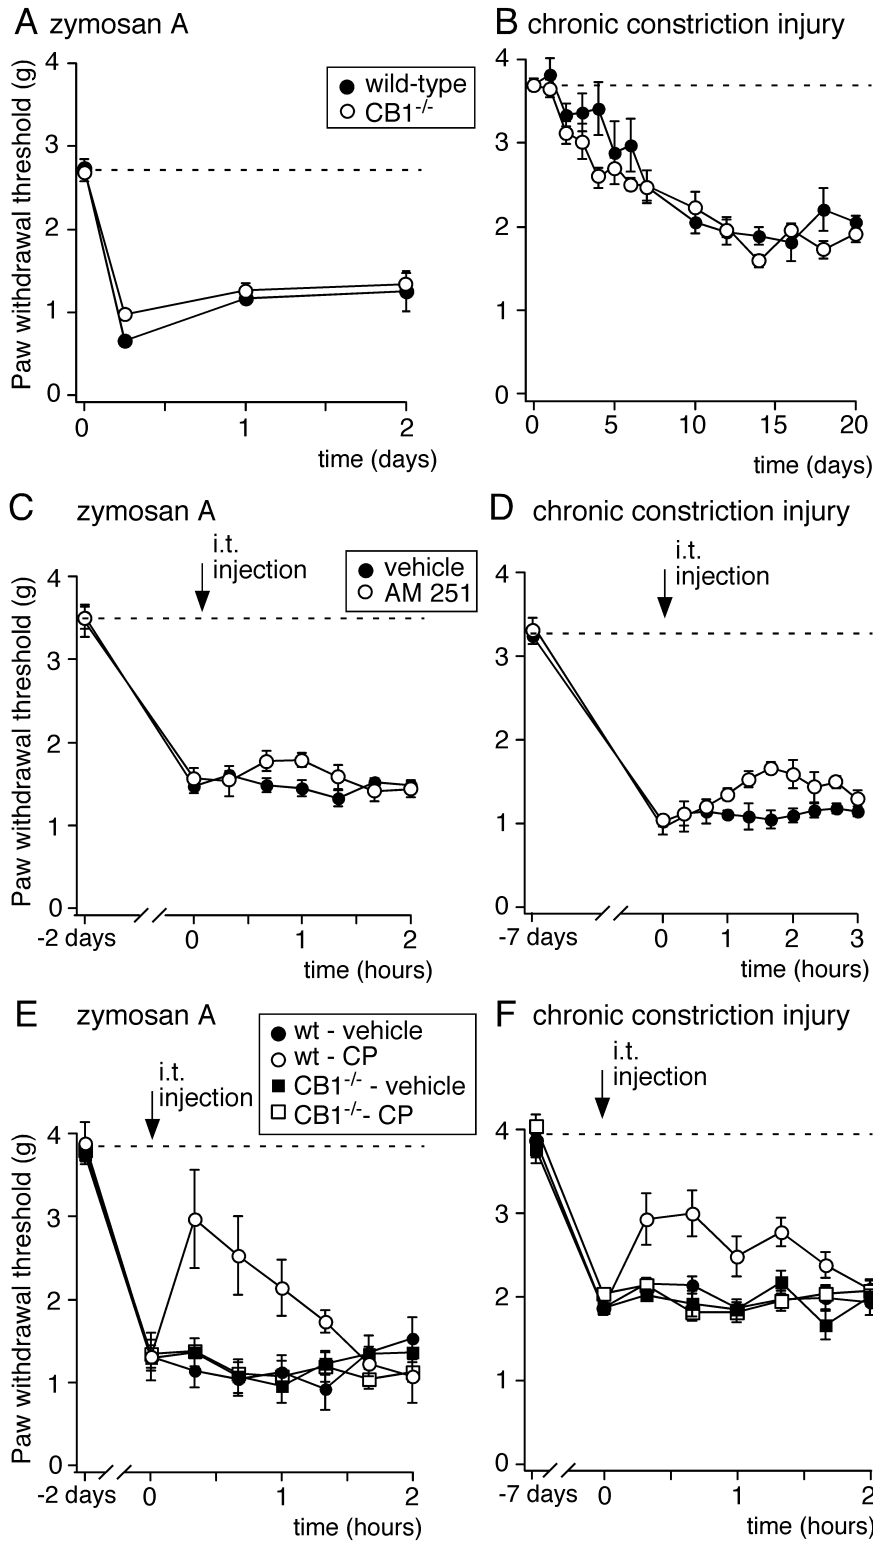 A zymosan A
Paw withdrawal threshold (g)
4
3
2
1
0
0 1 2
time (days)
wild-type
CB1-/-
B chronic constriction injury
4
3
2
1
0
0 5 10 15 20
time (days)
C zymosan A
i.t.
injection
vehicle
AM 251
Paw withdrawal threshold (g)
4
3
2
1
0
-2 days 0 1 2
time (hours)
D chronic constriction injury
i.t.
injection
4
3
2
1
0
-7 days 0 1 2 3
time (hours)
E zymosan A
i.t.
injection
wt - vehicle
wt - CP
CB1-/- - vehicle
CB1-/- - CP
Paw withdrawal threshold (g)
4
3
2
1
0
-2 days 0 1 2
time (hours)
F chronic constriction injury
i.t.
injection
4
3
2
1
0
-7 days 0 1 2
time (hours)